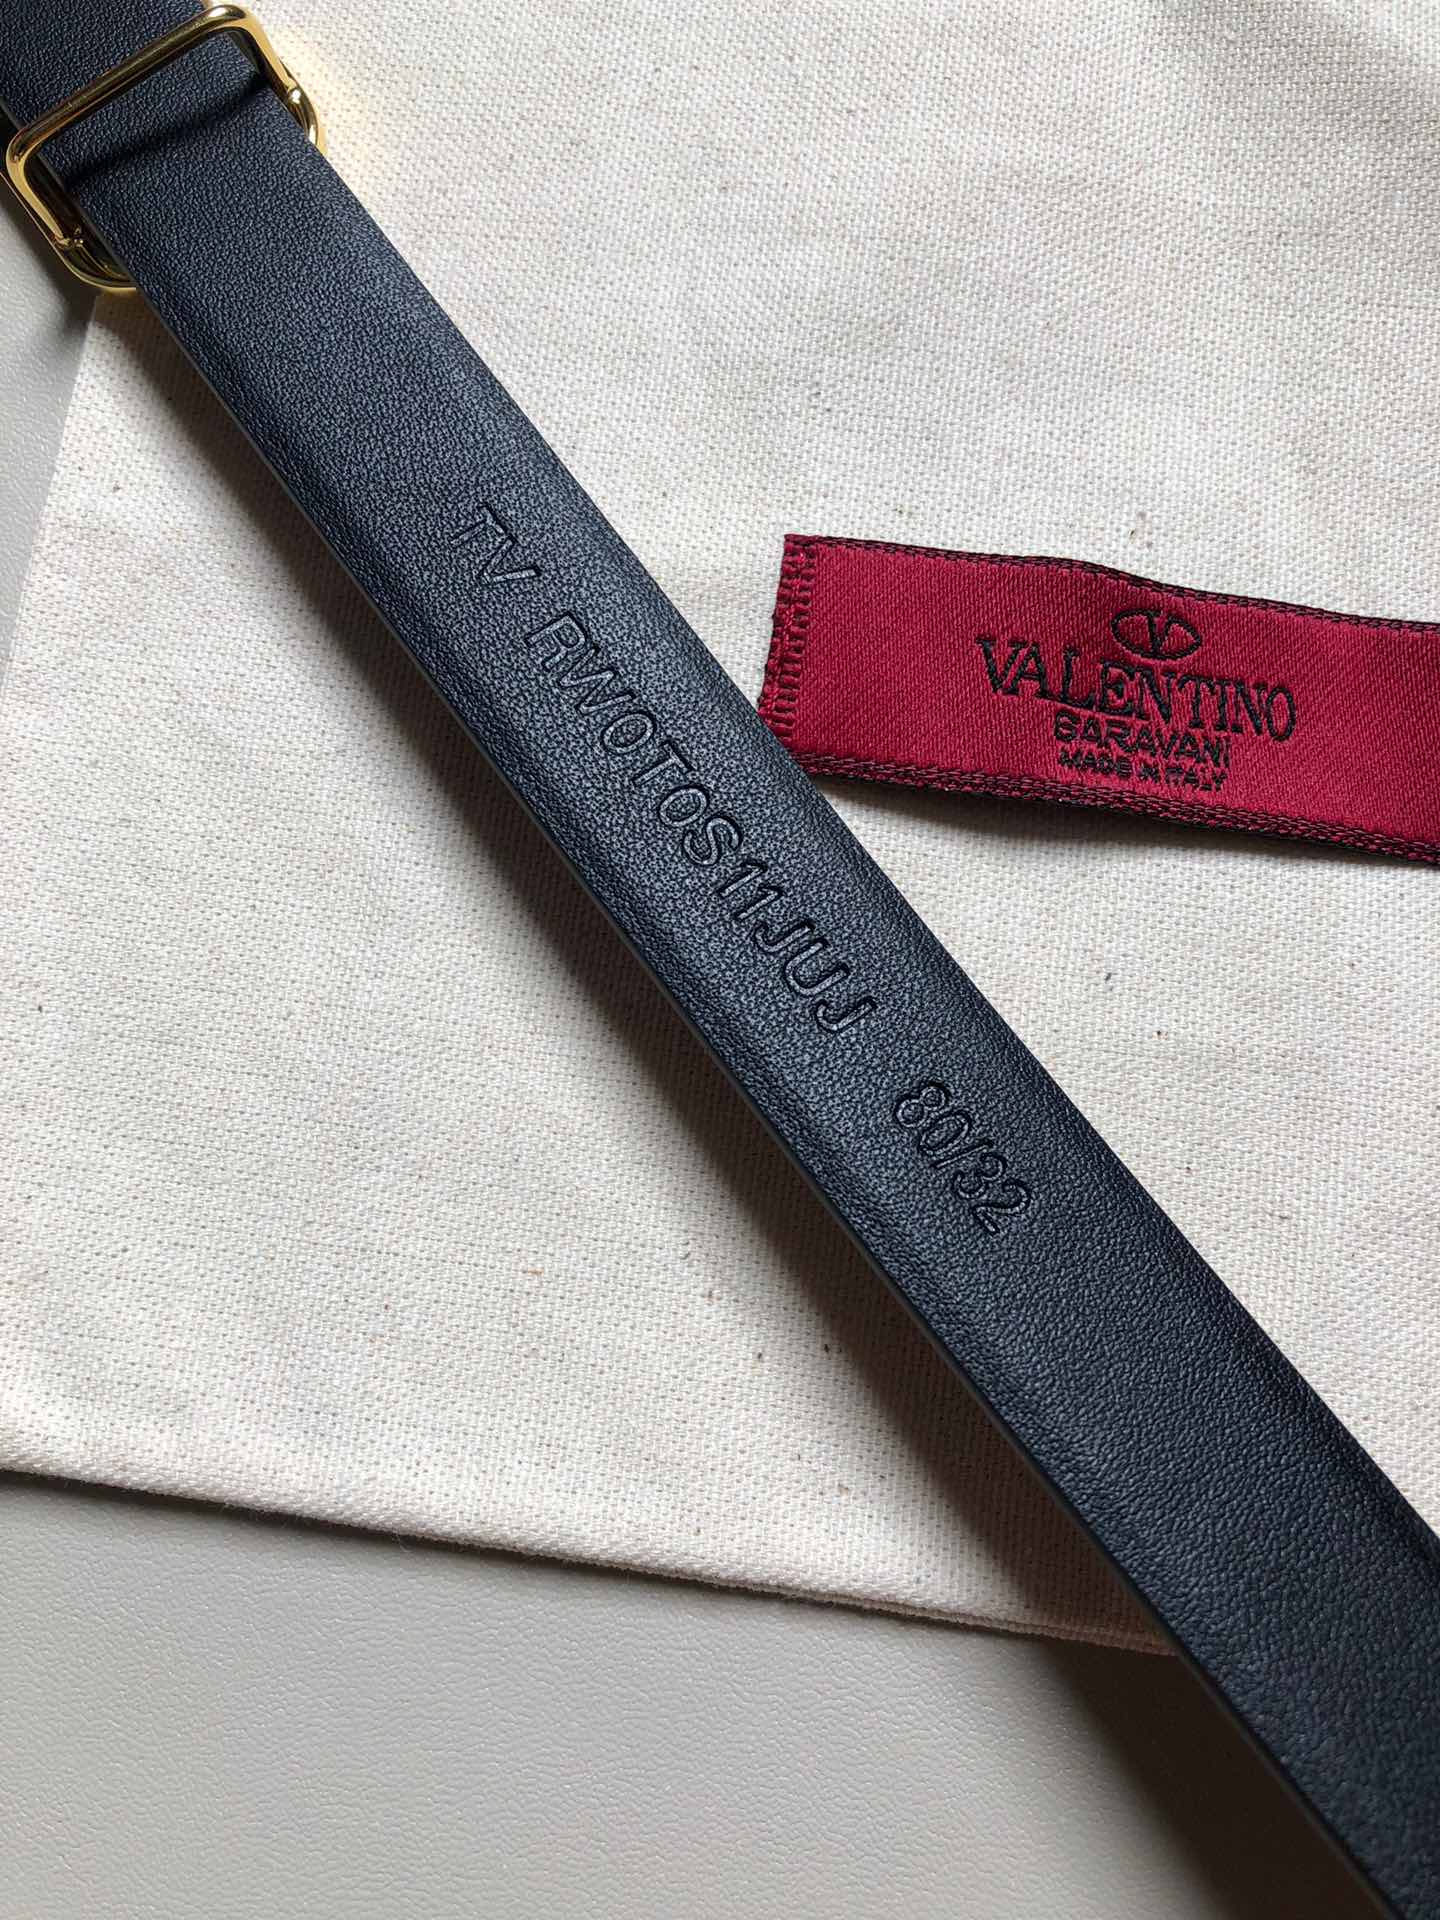 TV RW0T0S11JUJ 80/32
V
VALENTINO
GARAVANI
MADE IN ITALY